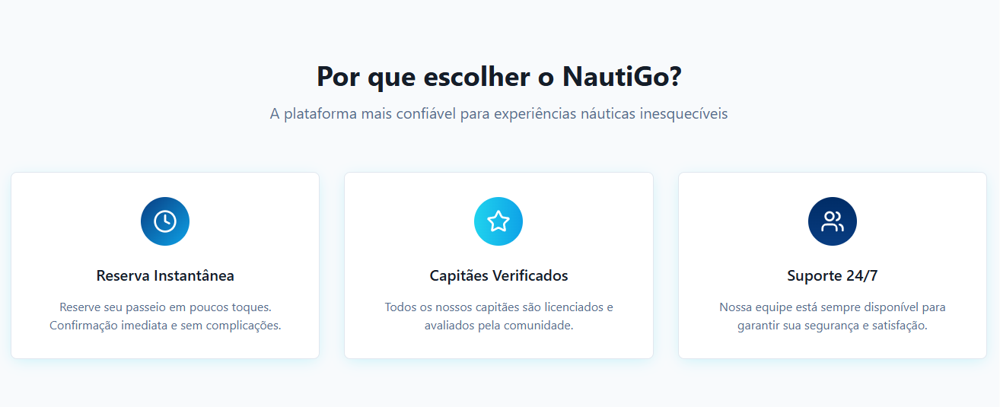 Por que escolher o NautiGo?
A plataforma mais confiável para experiências náuticas inesquecíveis
Reserva Instantânea
Reserve seu passeio em poucos toques.
Confirmação imediata e sem complicações.
Capitães Verificados
Todos os nossos capitães são licenciados e
avaliados pela comunidade.
Suporte 24/7
Nossa equipe está sempre disponível para
garantir sua segurança e satisfação.